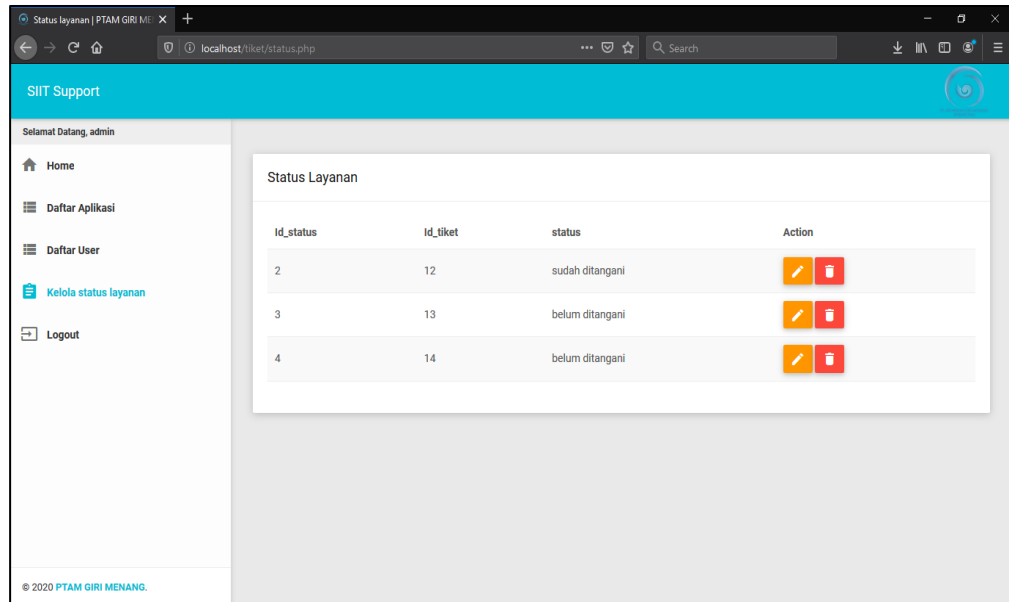 Status layanan | PTAM GIRI ME
localhost/tiket/status.php
Search
SIIT Support
Selamat Datang, admin
Home
Daftar Aplikasi
Daftar User
Kelola status layanan
Logout
Status Layanan
Id_status Id_tiket status Action
2 12 sudah ditangani
3 13 belum ditangani
4 14 belum ditangani
© 2020 PTAM GIRI MENANG.